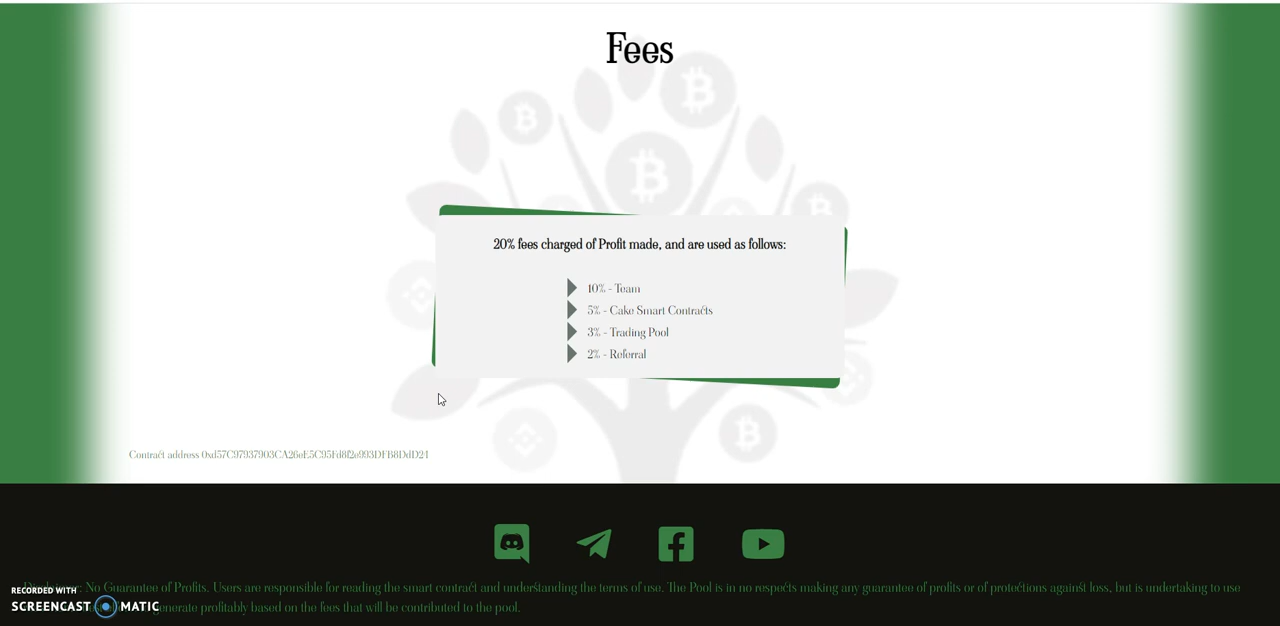 Fees
20% fees charged of Profit made, and are used as follows:
10% - Team
5% - Cake Smart Contracts
3% - Trading Pool
2% - Referral
Contract address
No Guarantee of Profits. Users are responsible for reading the smart contract and understanding the terms of use. The Pool is in no respects making any guarantee of profits or of protections against loss, but is undertaking to use
RECORDED WITH
SCREENCAST MATIC
generate profitably based on the fees that will be contributed to the pool.